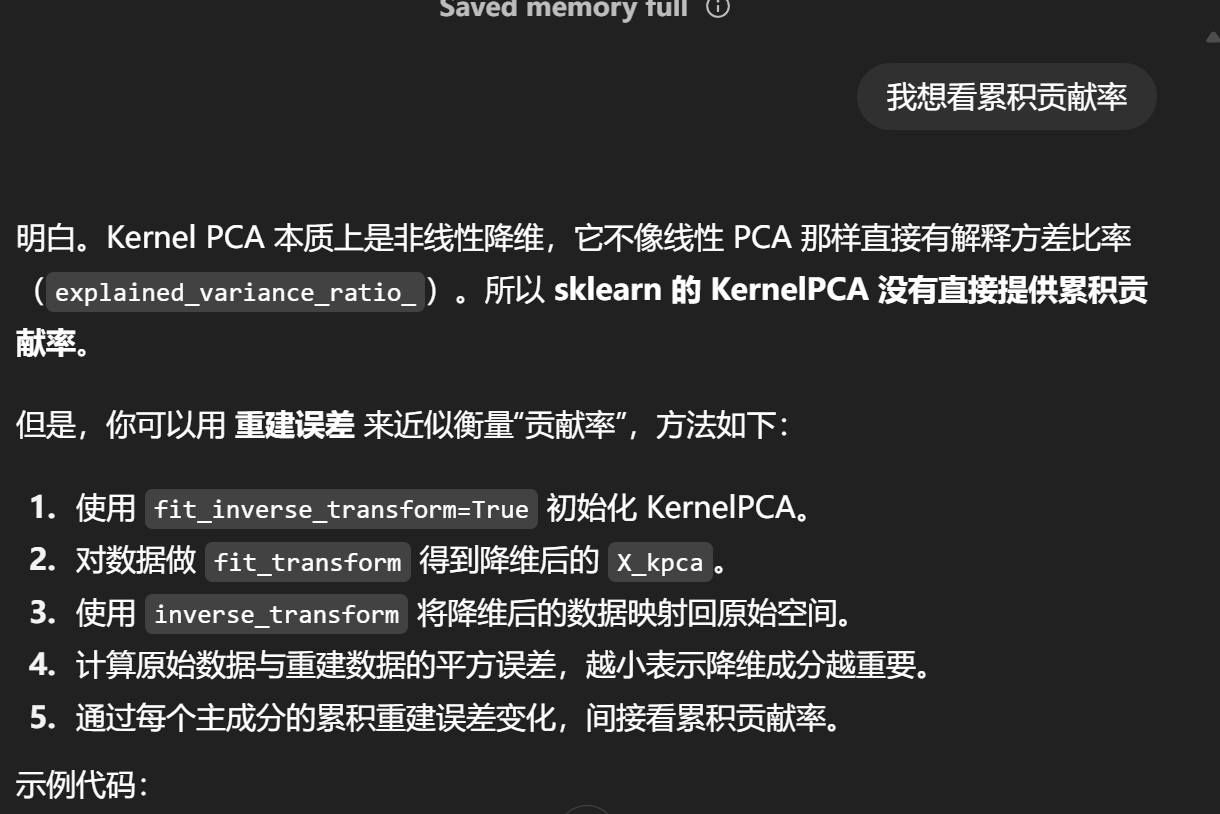 Saved memory full
我想看累积贡献率
明白。Kernel PCA 本质上是非线性降维，它不像线性 PCA 那样直接有解释方差比率
（explained_variance_ratio_）。所以 sklearn 的 KernelPCA 没有直接提供累积贡
献率。
但是，你可以用 重建误差 来近似衡量“贡献率”，方法如下：
1. 使用 fit_inverse_transform=True 初始化 KernelPCA。
2. 对数据做 fit_transform 得到降维后的 X_kpca 。
3. 使用 inverse_transform 将降维后的数据映射回原始空间。
4. 计算原始数据与重建数据的平方误差，越小表示降维成分越重要。
5. 通过每个主成分的累积重建误差变化，间接看累积贡献率。
示例代码：